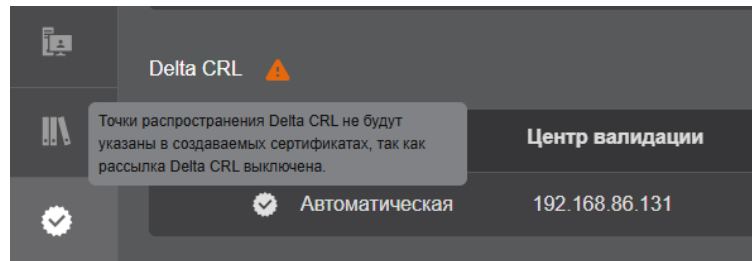 Delta CRL
Точки распространения Delta CRL не будут
указаны в создаваемых сертификатах, так как
рассылка Delta CRL выключена.
Центр валидации
Автоматическая 192.168.86.131